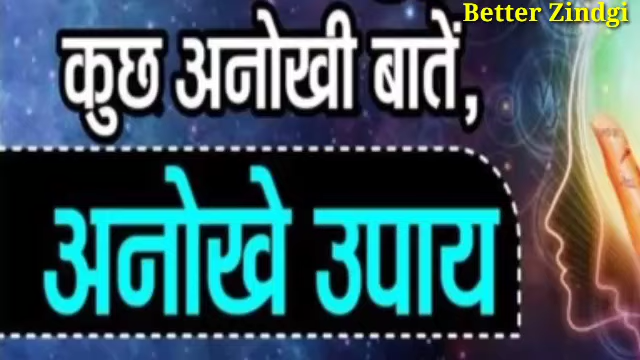 Better Zindgi
कुछ अनोखी बातें,
अनोखे उपाय